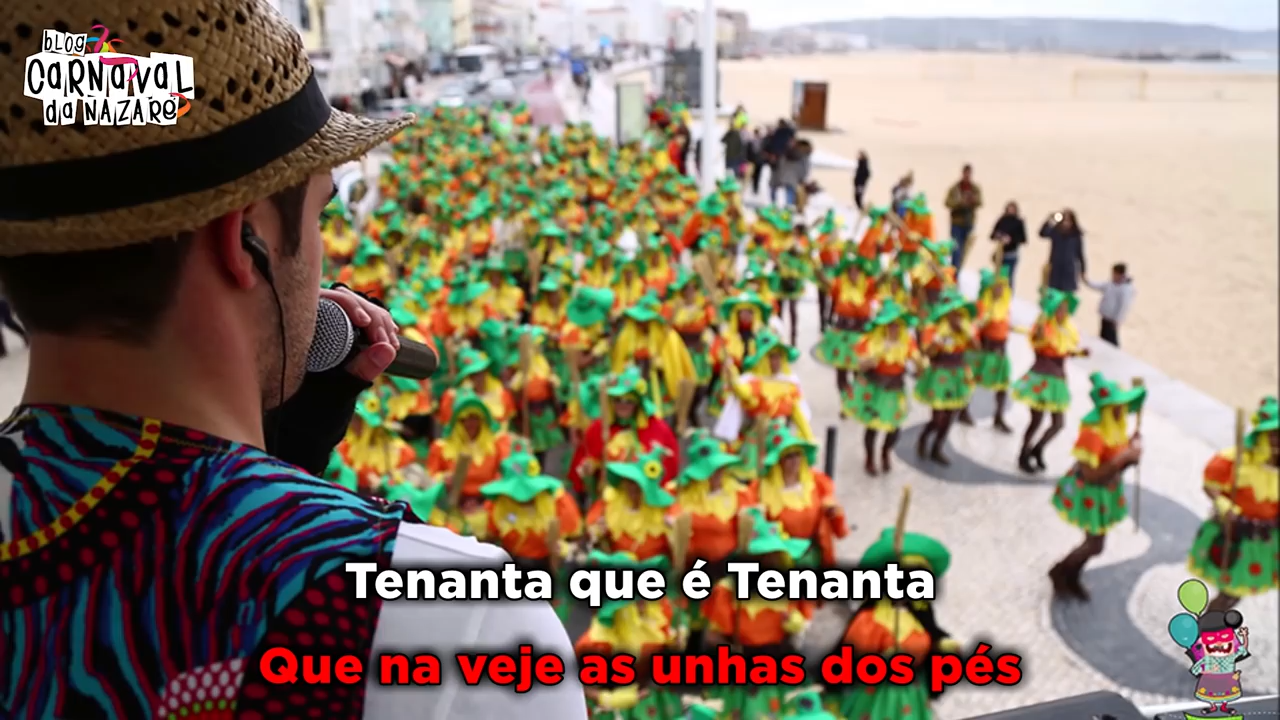 BLOG
CARNAVAL
da NAZARé
Tenanta que é Tenanta
Que na veje as unhas dos pés